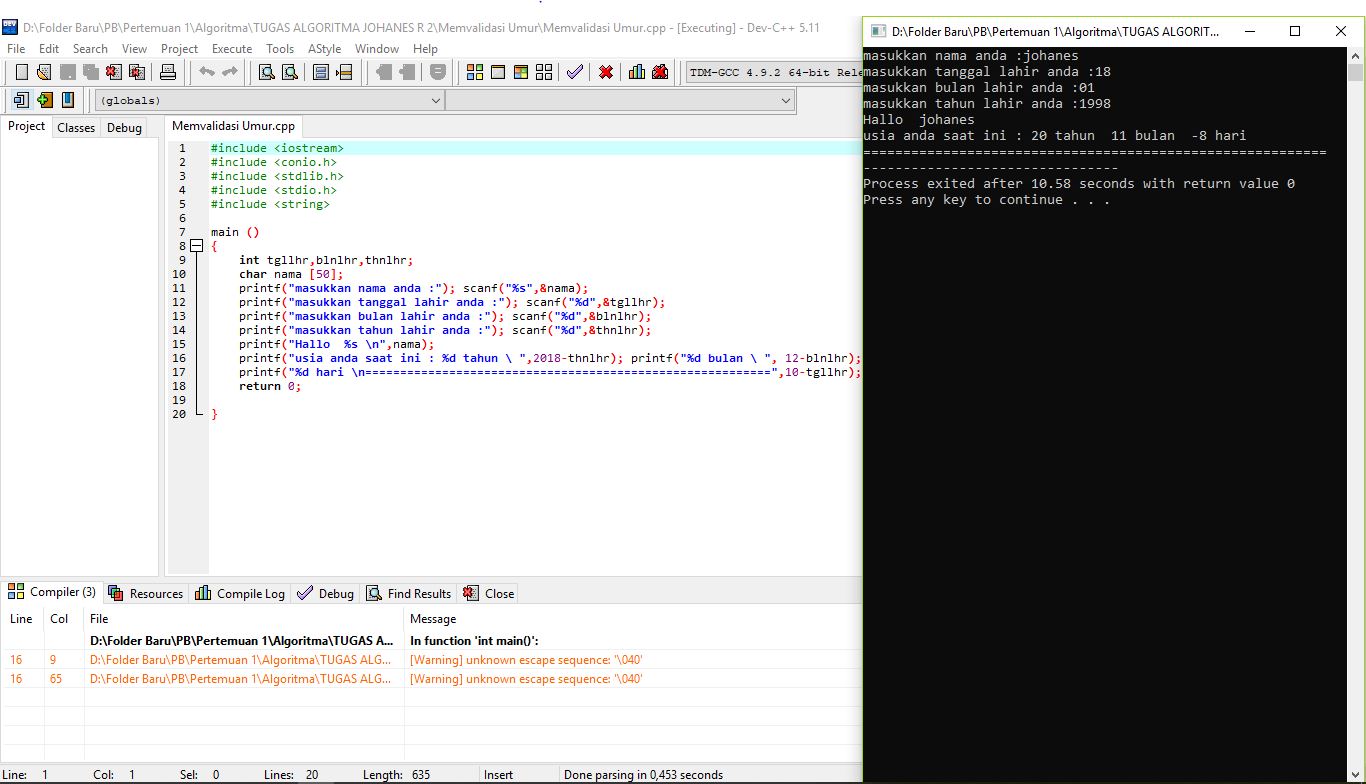 D:\Folder Baru\PB\Pertemuan 1\Algoritma\TUGAS ALGORITMA JOHANES R 2\Memvalidasi Umur\Memvalidasi Umur.cpp - [Executing] - Dev-C++ 5.11
File Edit Search View Project Execute Tools AStyle Window Help
TDM-GCC 4.9.2 64-bit Rele
(globals)
Project Classes Debug
Memvalidasi Umur.cpp
1 #include <iostream>
2 #include <conio.h>
3 #include <stdlib.h>
4 #include <stdio.h>
5 #include <string>
6
7 main ()
8 {
9 int tgllhr,blnlhr,thnlhr;
10 char nama [50];
11 printf("masukkan nama anda :"); scanf("%s",&nama);
12 printf("masukkan tanggal lahir anda :"); scanf("%d",&tgllhr);
13 printf("masukkan bulan lahir anda :"); scanf("%d",&blnlhr);
14 printf("masukkan tahun lahir anda :"); scanf("%d",&thnlhr);
15 printf("Hallo  %s \n",nama);
16 printf("usia anda saat ini : %d tahun \ ",2018-thnlhr); printf("%d bulan \ ", 12-blnlhr);
17 printf("%d hari \n==========================================================",10-tgllhr);
18 return 0;
19
20 }
Compiler (3) Resources Compile Log Debug Find Results Close
Line Col File Message
D:\Folder Baru\PB\Pertemuan 1\Algoritma\TUGAS A... In function 'int main()':
16 9 D:\Folder Baru\PB\Pertemuan 1\Algoritma\TUGAS ALG... [Warning] unknown escape sequence: '\040'
16 65 D:\Folder Baru\PB\Pertemuan 1\Algoritma\TUGAS ALG... [Warning] unknown escape sequence: '\040'
Line: 1 Col: 1 Sel: 0 Lines: 20 Length: 635 Insert Done parsing in 0,453 seconds
D:\Folder Baru\PB\Pertemuan 1\Algoritma\TUGAS ALGORIT...
masukkan nama anda :johanes
masukkan tanggal lahir anda :18
masukkan bulan lahir anda :01
masukkan tahun lahir anda :1998
Hallo  johanes
usia anda saat ini : 20 tahun  11 bulan  -8 hari
==========================================================
--------------------------------
Process exited after 10.58 seconds with return value 0
Press any key to continue . . .